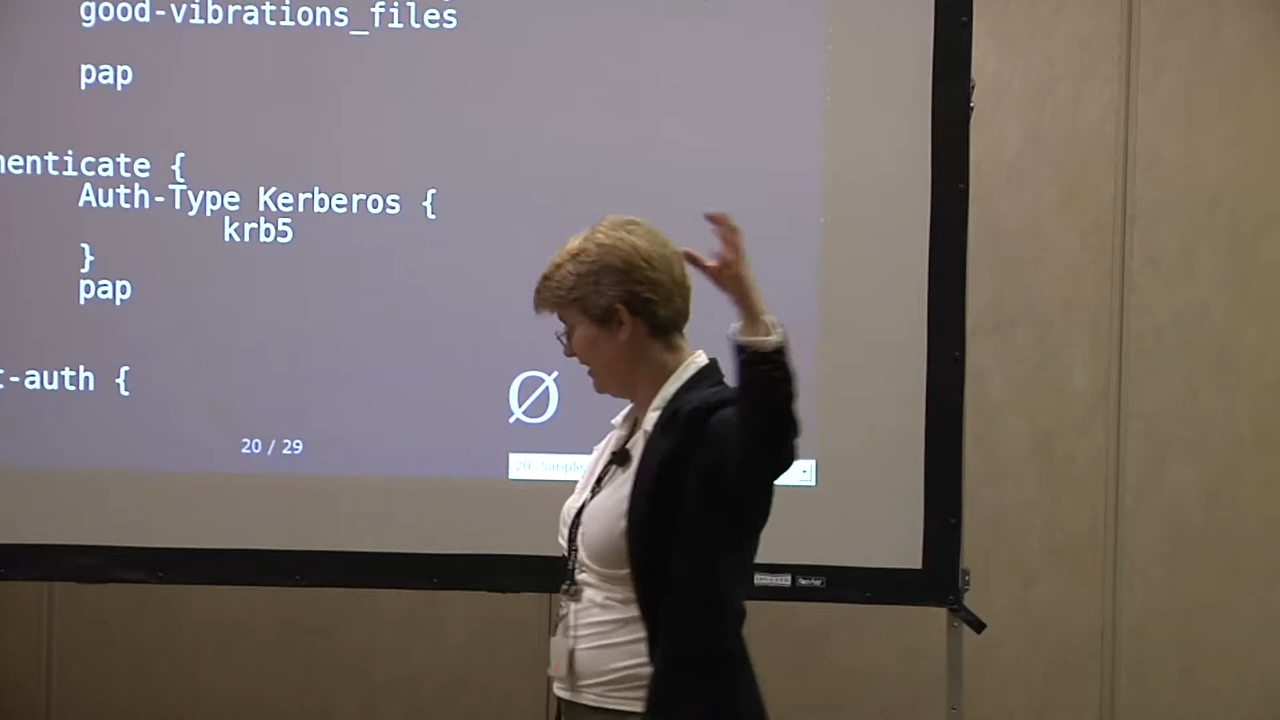 good-vibrations_files
pap
henticate {
Auth-Type Kerberos {
krb5
}
pap
t-auth {
Ø
20 / 29